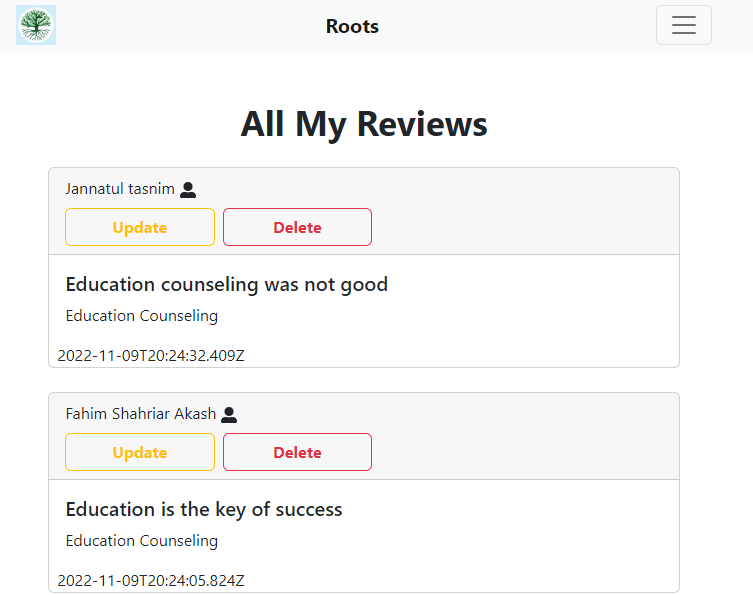 Roots
All My Reviews
Jannatul tasnim
Update Delete
Education counseling was not good
Education Counseling
2022-11-09T20:24:32.409Z
Fahim Shahriar Akash
Update Delete
Education is the key of success
Education Counseling
2022-11-09T20:24:05.824Z